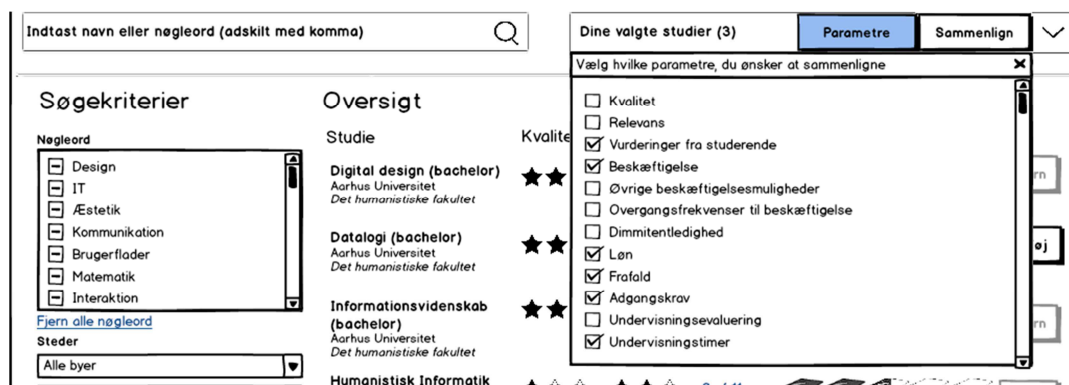 Indtast navn eller nøgleord (adskilt med komma)
Dine valgte studier (3)
Parametre
Sammenlign
Vælg hvilke parametre, du ønsker at sammenligne
Kvalitet
Relevans
Vurderinger fra studerende
Beskæftigelse
Øvrige beskæftigelsesmuligheder
Overgangsfrekvenser til beskæftigelse
Dimmitentledighed
Løn
Frafald
Adgangskrav
Undervisningsevaluering
Undervisningstimer
Søgekriterier
Nøgleord
Design
IT
Æstetik
Kommunikation
Brugerflader
Matematik
Interaktion
Fjern alle nøgleord
Steder
Alle byer
Oversigt
Studie
Digital design (bachelor)
Aarhus Universitet
Det humanistiske fakultet
Datalogi (bachelor)
Aarhus Universitet
Det humanistiske fakultet
Informationsvidenskab
(bachelor)
Aarhus Universitet
Det humanistiske fakultet
Humanistisk Informatik